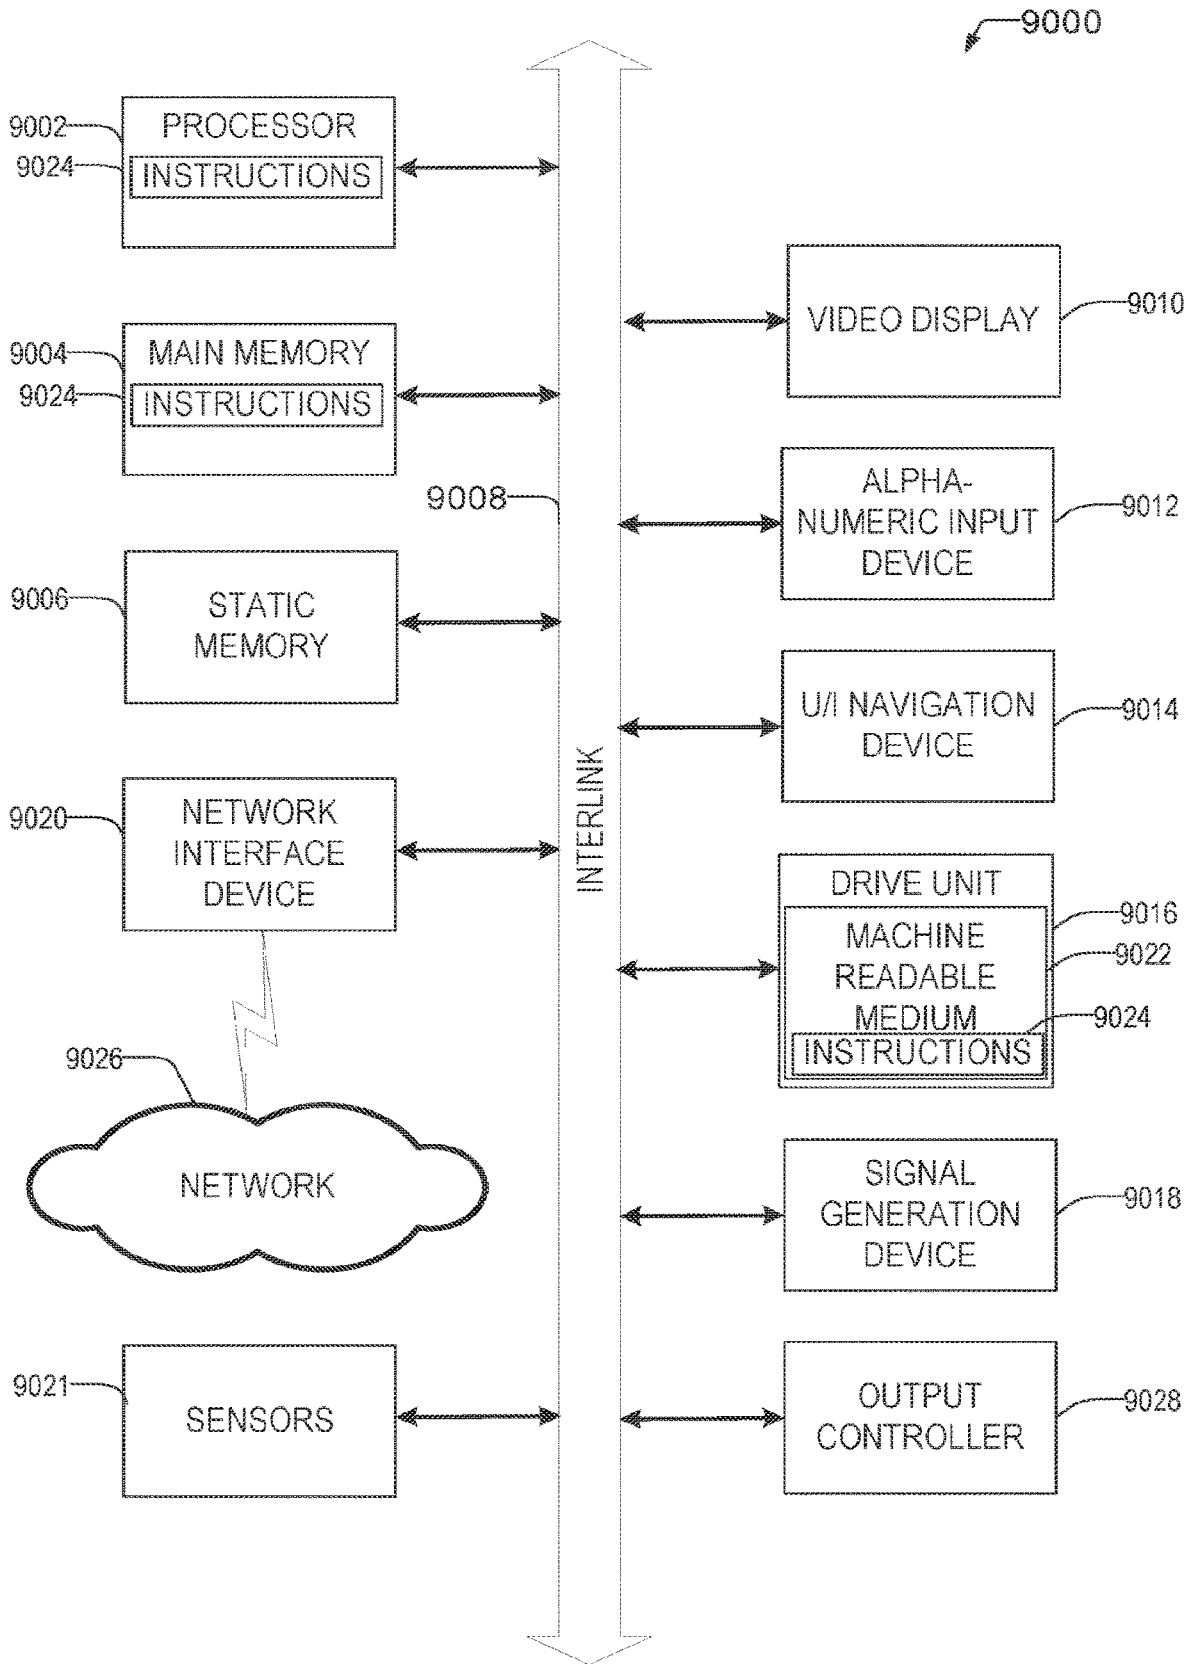 9000
9002
PROCESSOR
9024
INSTRUCTIONS
9004
MAIN MEMORY
9024
INSTRUCTIONS
9008
9006
STATIC
MEMORY
9020
NETWORK
INTERFACE
DEVICE
9026
NETWORK
9021
SENSORS
INTERLINK
VIDEO DISPLAY
9010
ALPHA-
NUMERIC INPUT
DEVICE
9012
U/I NAVIGATION
DEVICE
9014
DRIVE UNIT
9016
MACHINE
READABLE
MEDIUM
9022
9024
INSTRUCTIONS
SIGNAL
GENERATION
DEVICE
9018
OUTPUT
CONTROLLER
9028